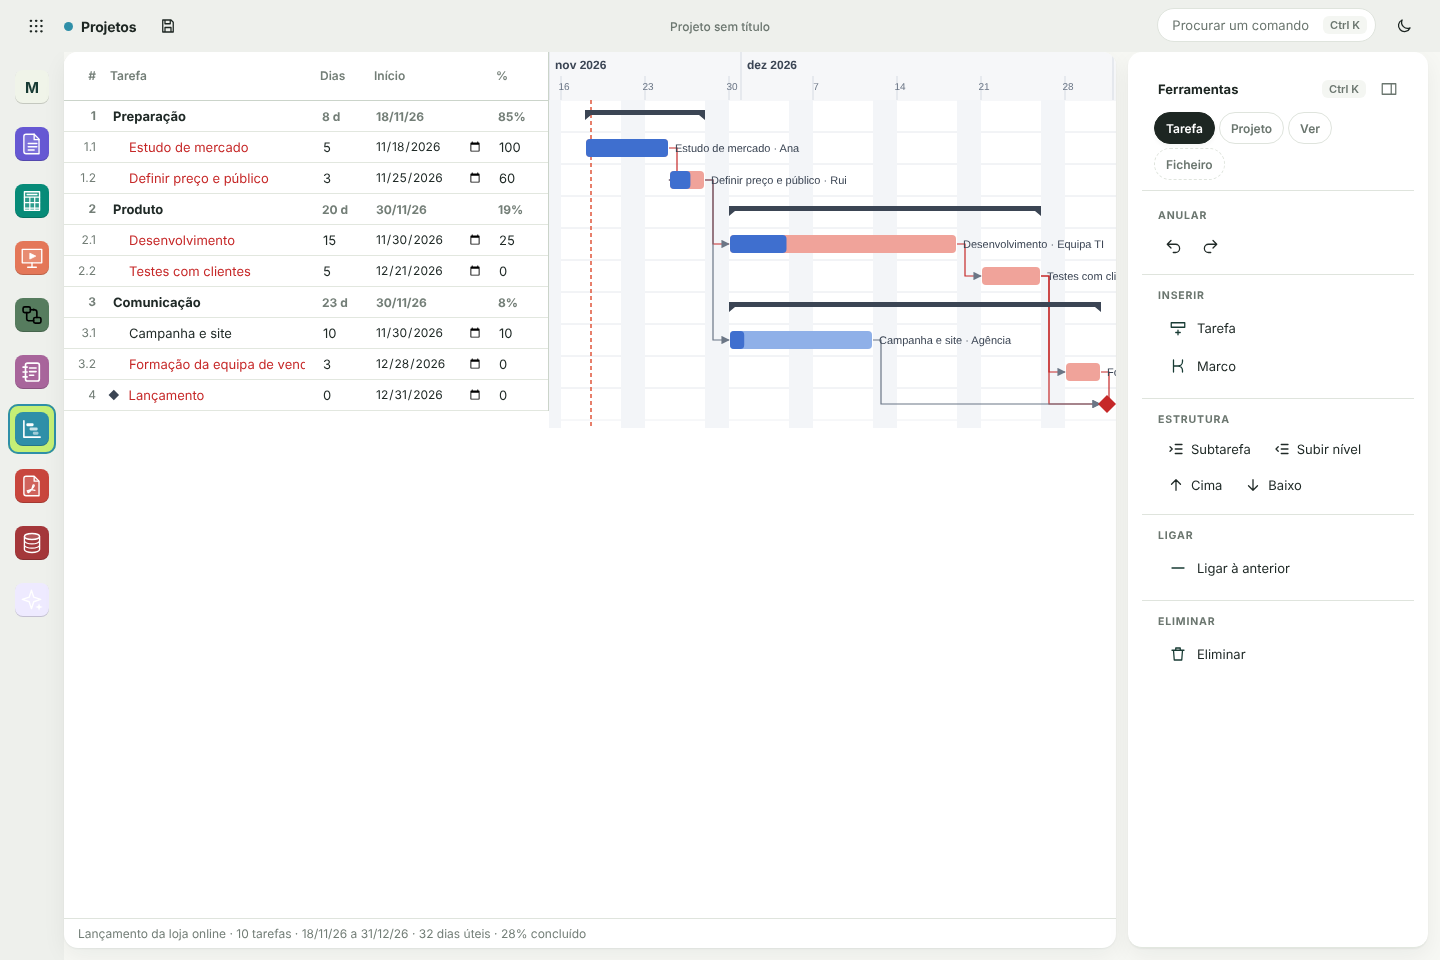 Projetos
Projeto sem título
Procurar um comando Ctrl K
M
# Tarefa Dias Início %
nov 2026 dez 2026
16 23 30 7 14 21 28
1 Preparação 8 d 18/11/26 85%
1.1 Estudo de mercado 5 11/18/2026 100
Estudo de mercado · Ana
1.2 Definir preço e público 3 11/25/2026 60
Definir preço e público · Rui
2 Produto 20 d 30/11/26 19%
2.1 Desenvolvimento 15 11/30/2026 25
Desenvolvimento · Equipa TI
2.2 Testes com clientes 5 12/21/2026 0
Testes com cli
3 Comunicação 23 d 30/11/26 8%
3.1 Campanha e site 10 11/30/2026 10
Campanha e site · Agência
3.2 Formação da equipa de venc 3 12/28/2026 0
Fo
4 Lançamento 0 12/31/2026 0
Lançamento da loja online · 10 tarefas · 18/11/26 a 31/12/26 · 32 dias úteis · 28% concluído
Ferramentas Ctrl K
Tarefa Projeto Ver
Ficheiro
ANULAR
INSERIR
Tarefa
Marco
ESTRUTURA
Subtarefa Subir nível
Cima Baixo
LIGAR
Ligar à anterior
ELIMINAR
Eliminar